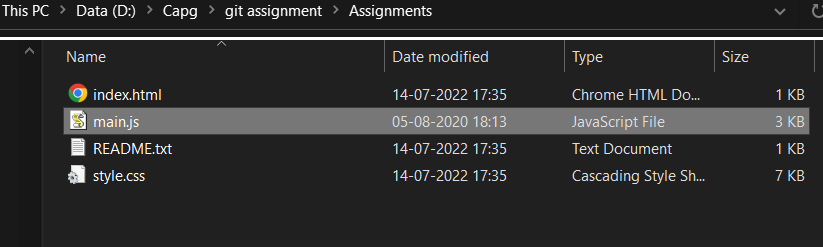 This PC > Data (D:) > Capg > git assignment > Assignments
Name Date modified Type Size
index.html 14-07-2022 17:35 Chrome HTML Do... 1 KB
main.js 05-08-2020 18:13 JavaScript File 3 KB
README.txt 14-07-2022 17:35 Text Document 1 KB
style.css 14-07-2022 17:35 Cascading Style Sh... 7 KB